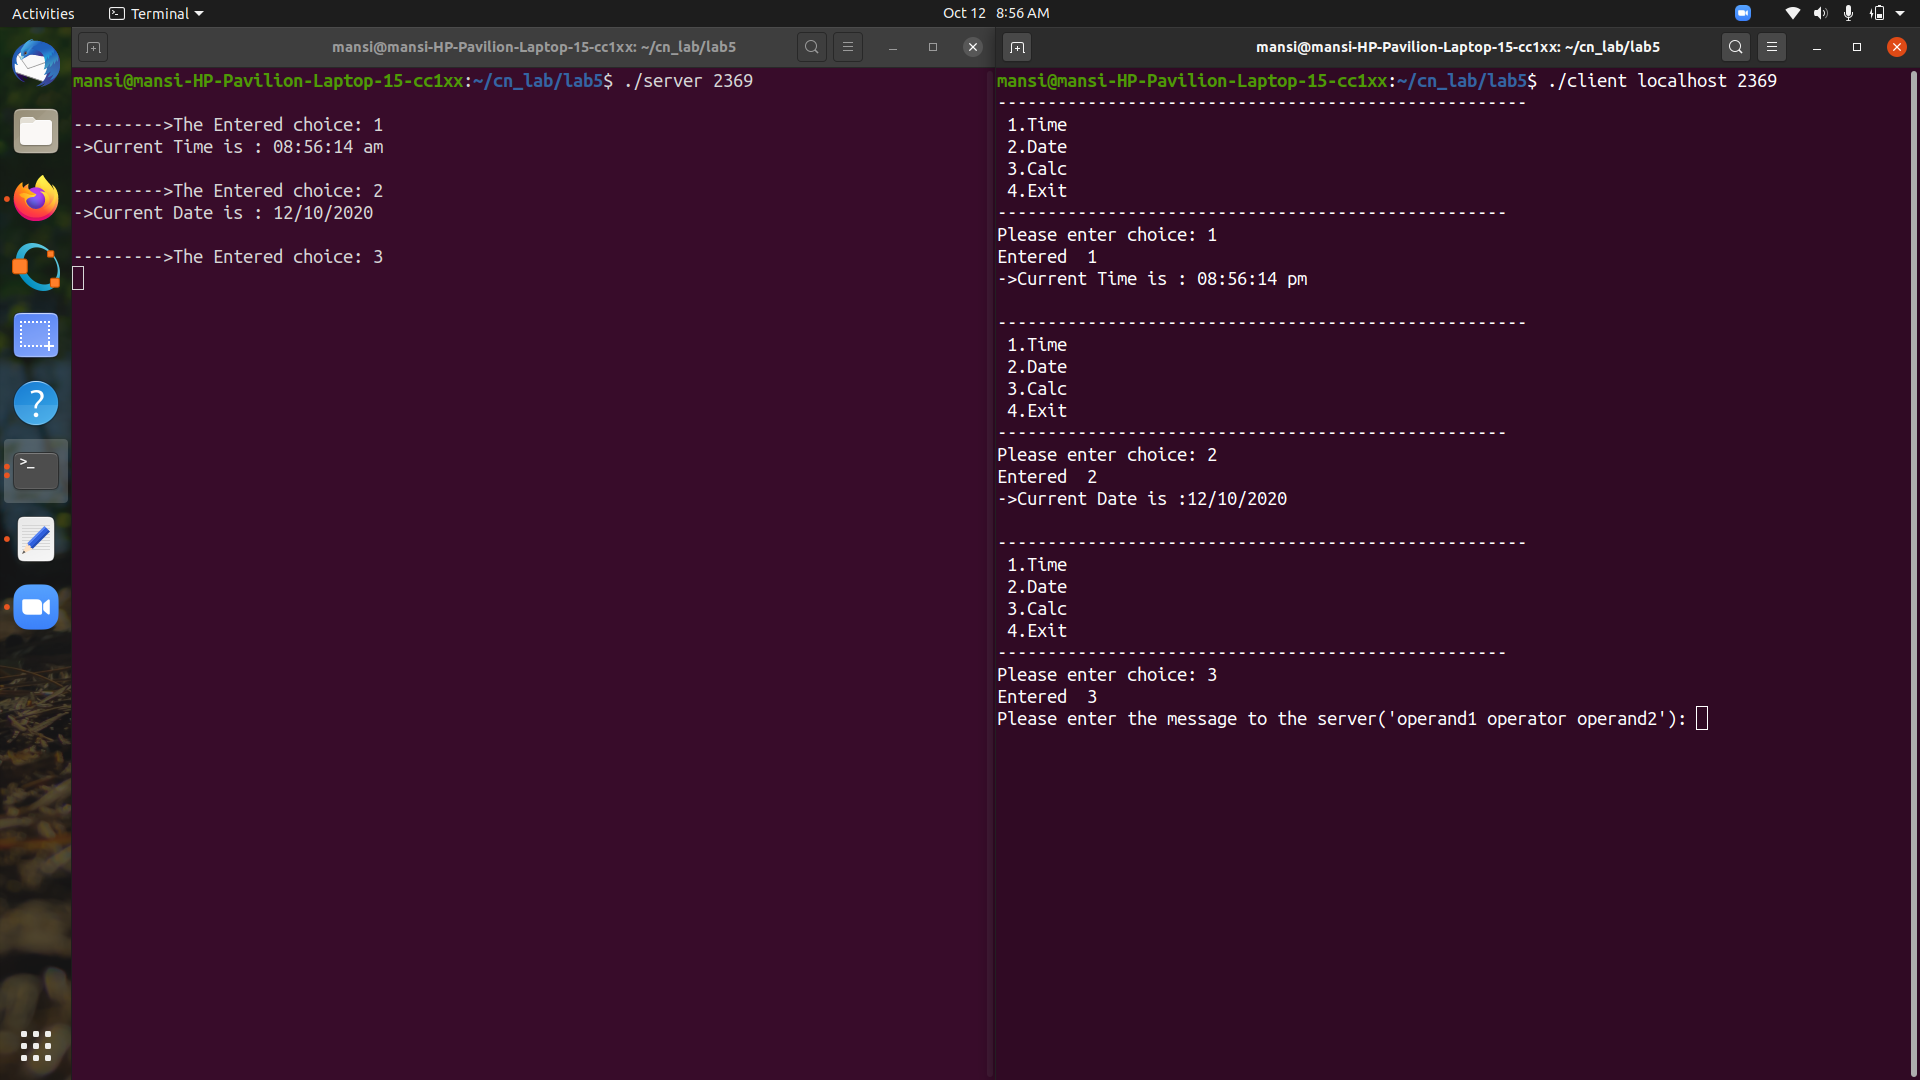 Activities
Terminal
Oct 12 8:56 AM
mansi@mansi-HP-Pavilion-Laptop-15-cc1xx: ~/cn_lab/lab5
mansi@mansi-HP-Pavilion-Laptop-15-cc1xx:~/cn_lab/lab5$ ./server 2369
--------->The Entered choice: 1
->Current Time is : 08:56:14 am
--------->The Entered choice: 2
->Current Date is : 12/10/2020
--------->The Entered choice: 3
mansi@mansi-HP-Pavilion-Laptop-15-cc1xx: ~/cn_lab/lab5
mansi@mansi-HP-Pavilion-Laptop-15-cc1xx:~/cn_lab/lab5$ ./client localhost 2369
-----------------------------------------------------
1.Time
2.Date
3.Calc
4.Exit
---------------------------------------------------
Please enter choice: 1
Entered  1
->Current Time is : 08:56:14 pm
-----------------------------------------------------
1.Time
2.Date
3.Calc
4.Exit
---------------------------------------------------
Please enter choice: 2
Entered  2
->Current Date is :12/10/2020
-----------------------------------------------------
1.Time
2.Date
3.Calc
4.Exit
---------------------------------------------------
Please enter choice: 3
Entered  3
Please enter the message to the server('operand1 operator operand2'):